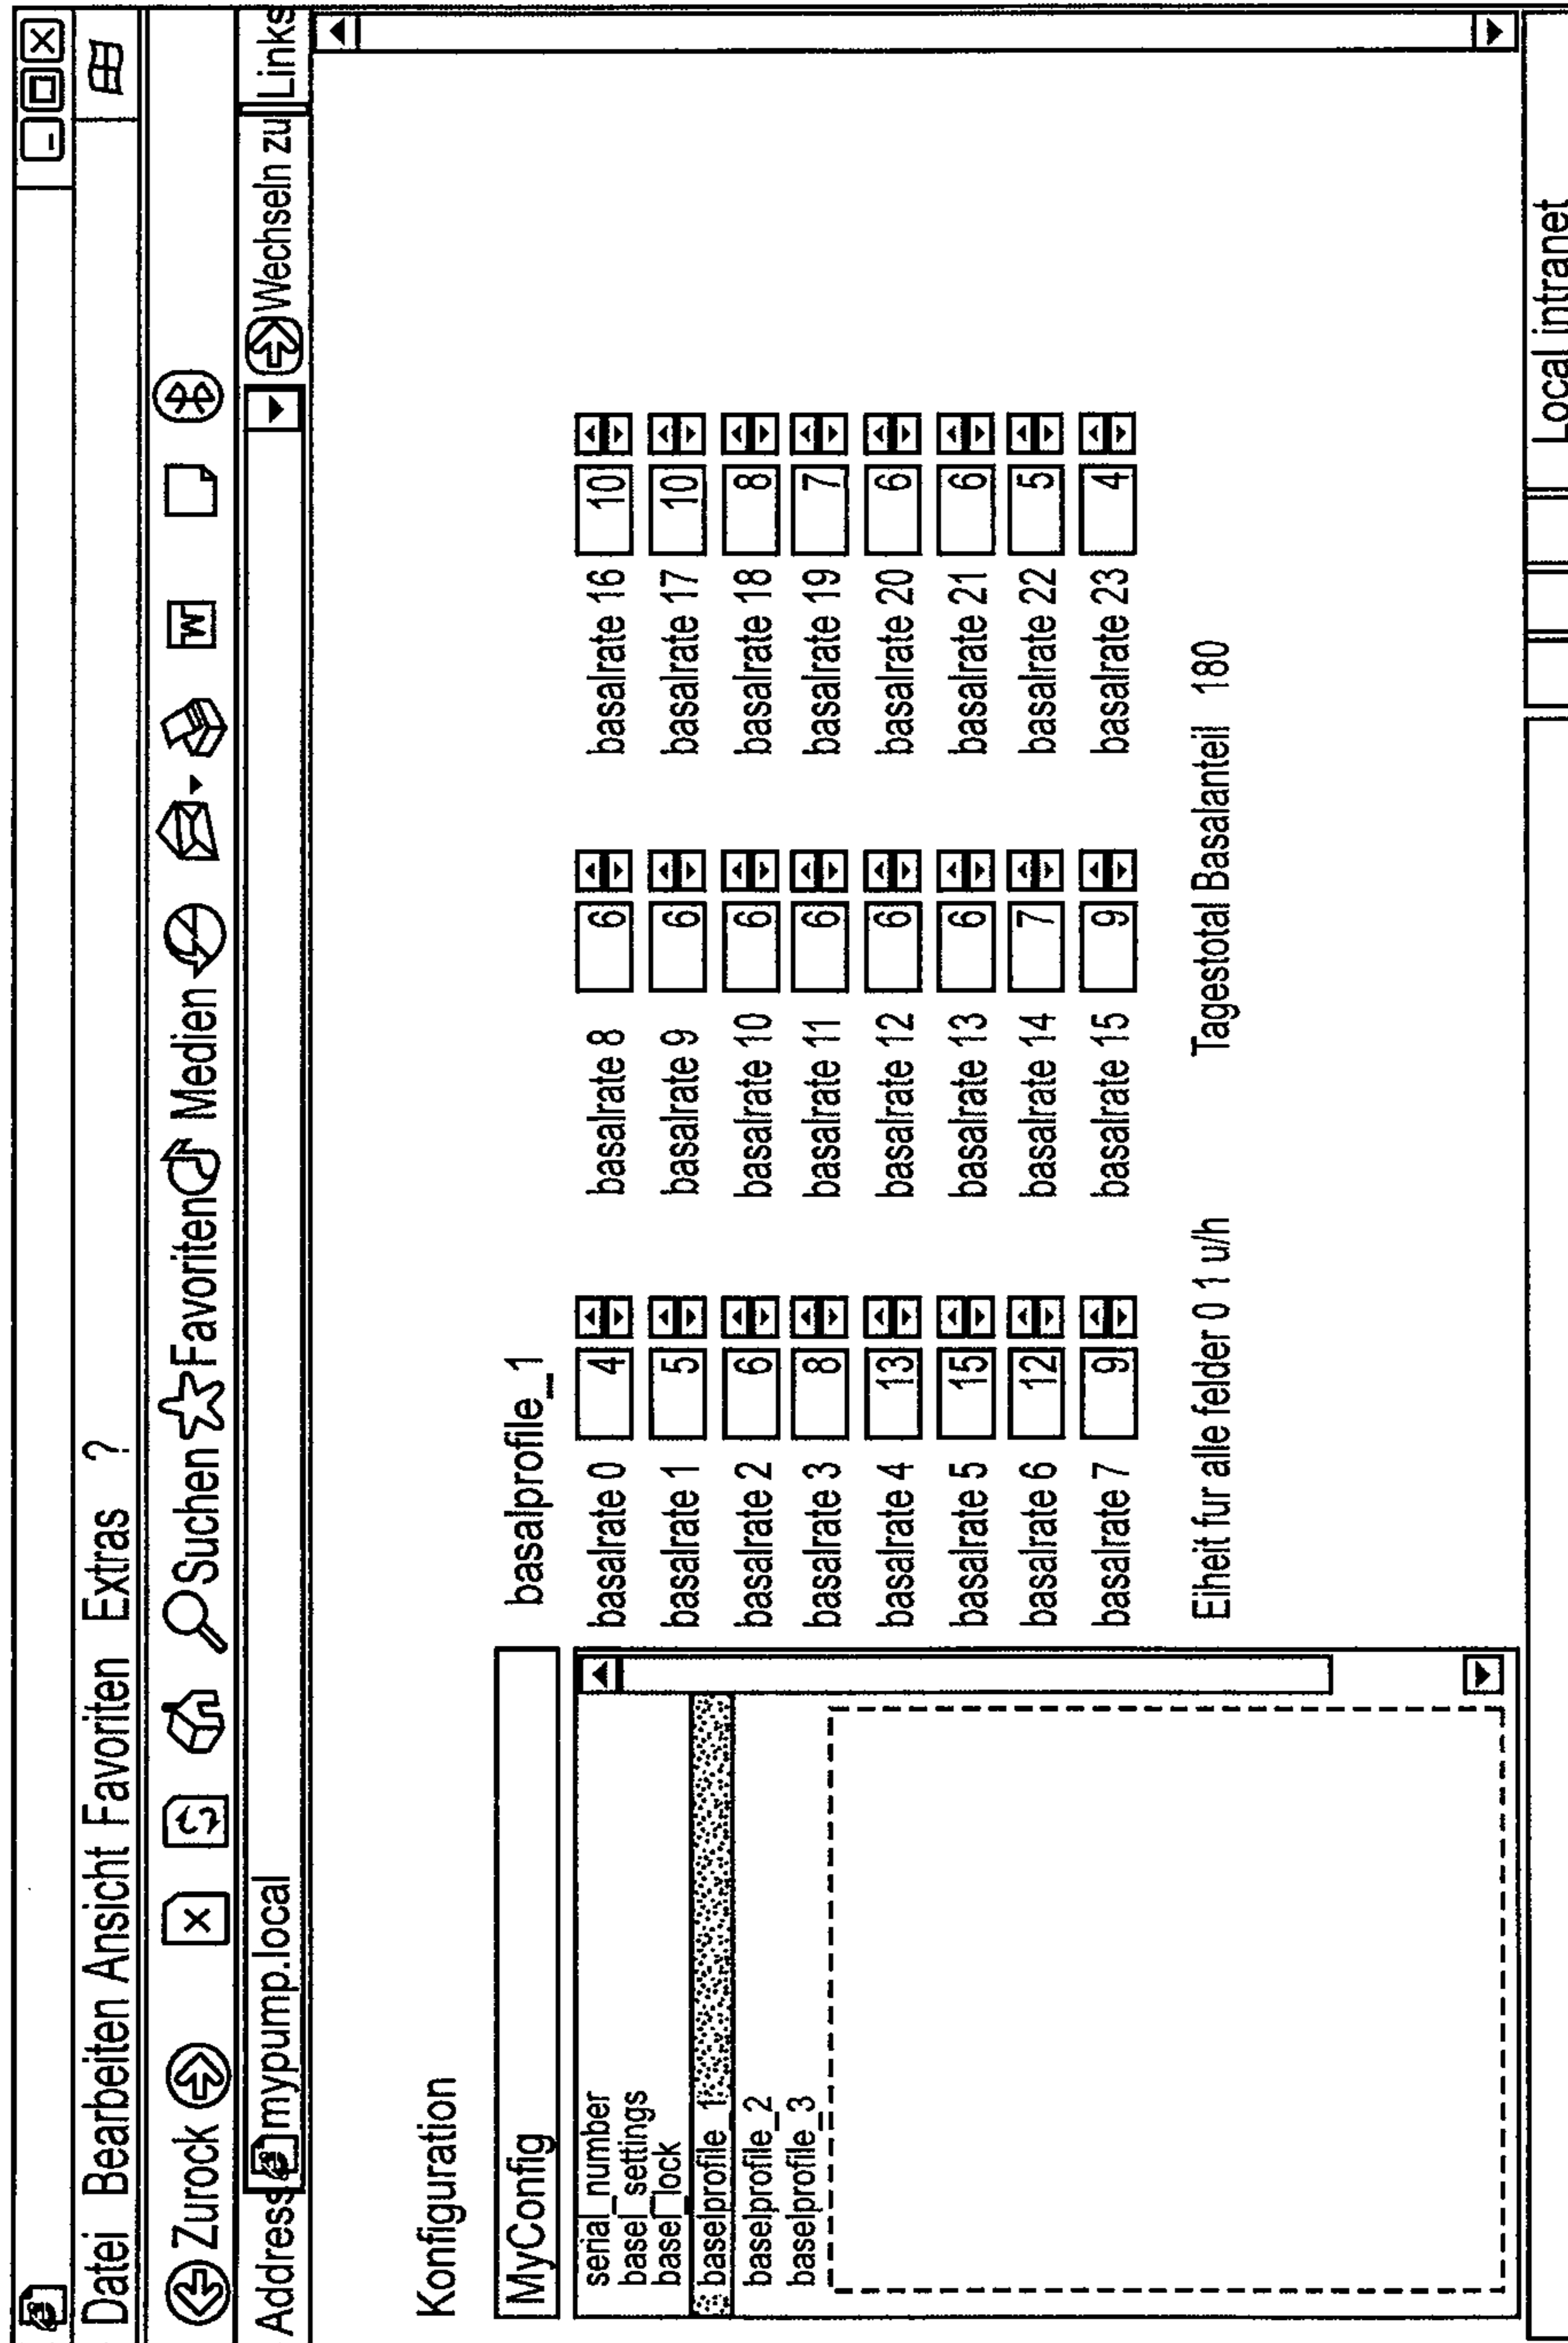 Datei Bearbeiten Ansicht Favoriten Extras ?
Zurock Suchen Favoriten Medien W
Address mypump.local Wechseln zu Links
Konfiguration
MyConfig
serial_number
basel_settings
basel_lock
baselprofile_1
baselprofile_2
baselprofile_3
basalprofile_1
basalrate 0 4 basalrate 8 6 basalrate 16 10
basalrate 1 5 basalrate 9 6 basalrate 17 10
basalrate 2 6 basalrate 10 6 basalrate 18 8
basalrate 3 8 basalrate 11 6 basalrate 19 7
basalrate 4 13 basalrate 12 6 basalrate 20 6
basalrate 5 15 basalrate 13 6 basalrate 21 6
basalrate 6 12 basalrate 14 7 basalrate 22 5
basalrate 7 9 basalrate 15 9 basalrate 23 4
Eiheit fur alle felder 0 1 u/h Tagestotal Basalanteil 180
Local intranet